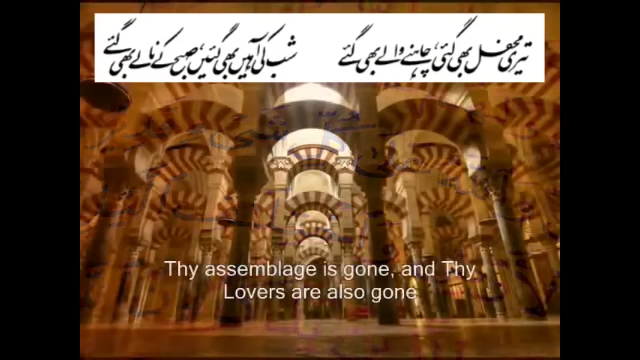 تیری محفل بھی گئی، چاہنے والے بھی گئے شب کی آہیں بھی گئیں، صبح کے نالے بھی گئے
Thy assemblage is gone, and Thy
Lovers are also gone